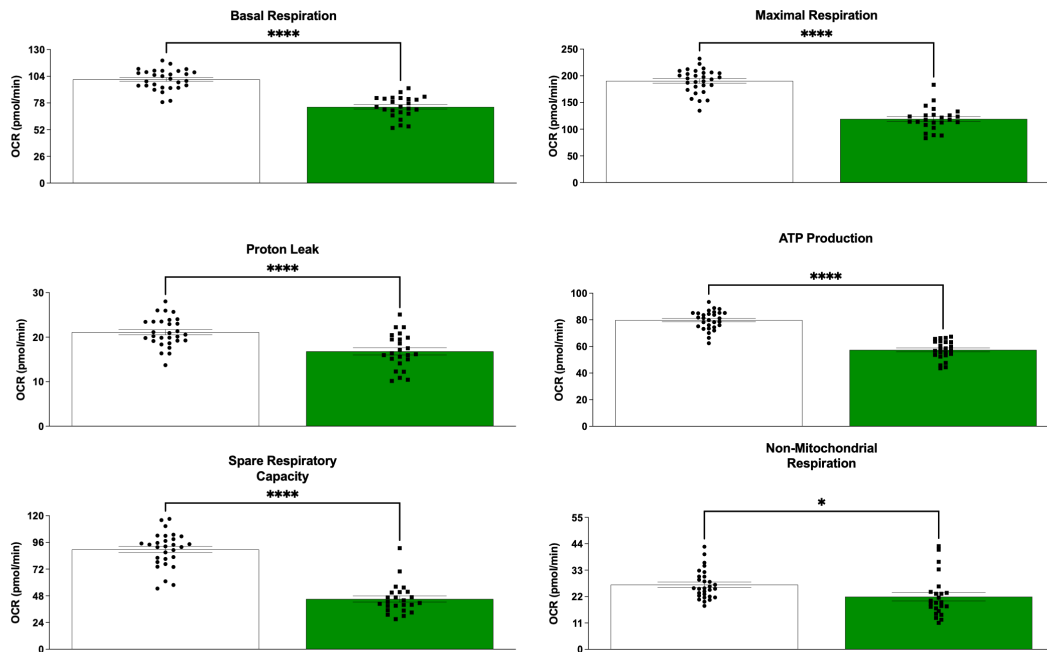 Basal Respiration
****
OCR (pmol/min)
130
104
78
52
26
0
Maximal Respiration
****
OCR (pmol/min)
250
200
150
100
50
0
Proton Leak
****
OCR (pmol/min)
30
20
10
0
ATP Production
****
OCR (pmol/min)
100
80
60
40
20
0
Spare Respiratory
Capacity
****
OCR (pmol/min)
120
96
72
48
24
0
Non-Mitochondrial
Respiration
*
OCR (pmol/min)
55
44
33
22
11
0